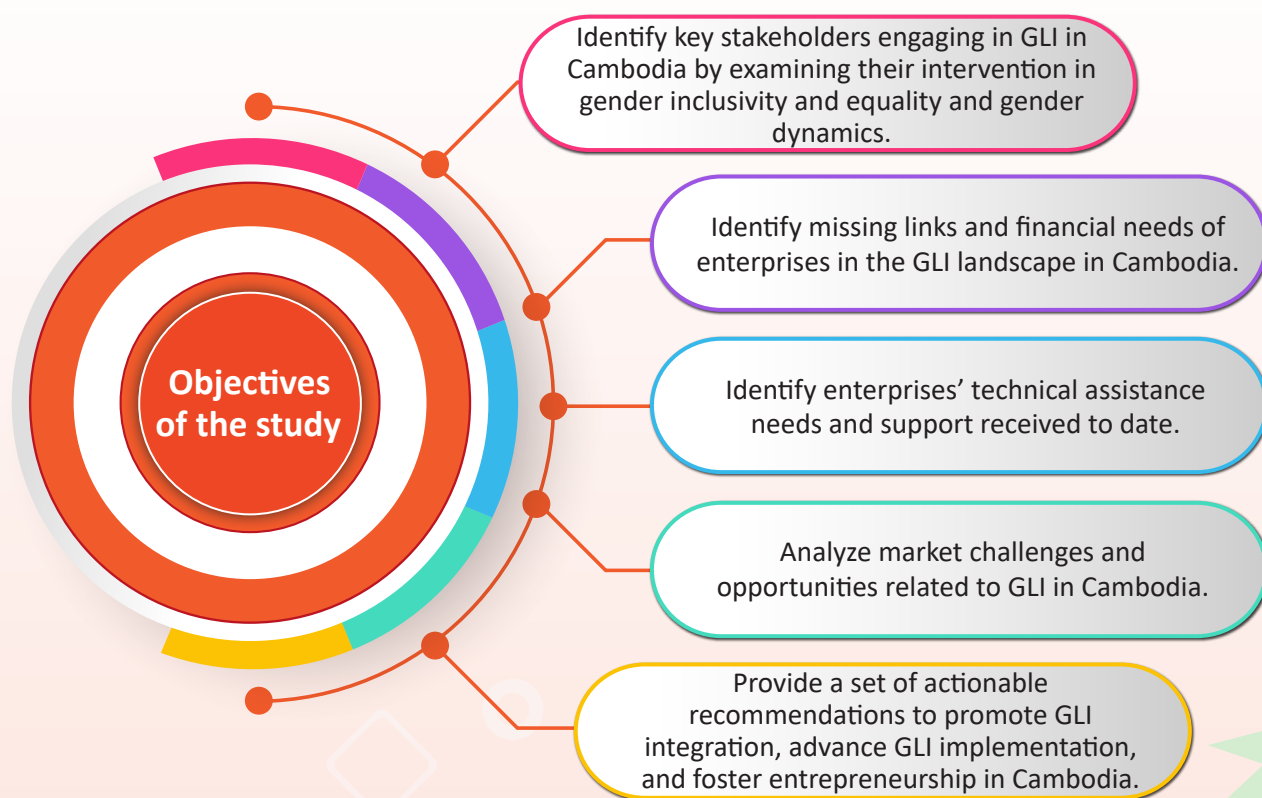 Objectives
of the study
Identify key stakeholders engaging in GLI in
Cambodia by examining their intervention in
gender inclusivity and equality and gender
dynamics.
Identify missing links and financial needs of
enterprises in the GLI landscape in Cambodia.
Identify enterprises’ technical assistance
needs and support received to date.
Analyze market challenges and
opportunities related to GLI in Cambodia.
Provide a set of actionable
recommendations to promote GLI
integration, advance GLI implementation,
and foster entrepreneurship in Cambodia.